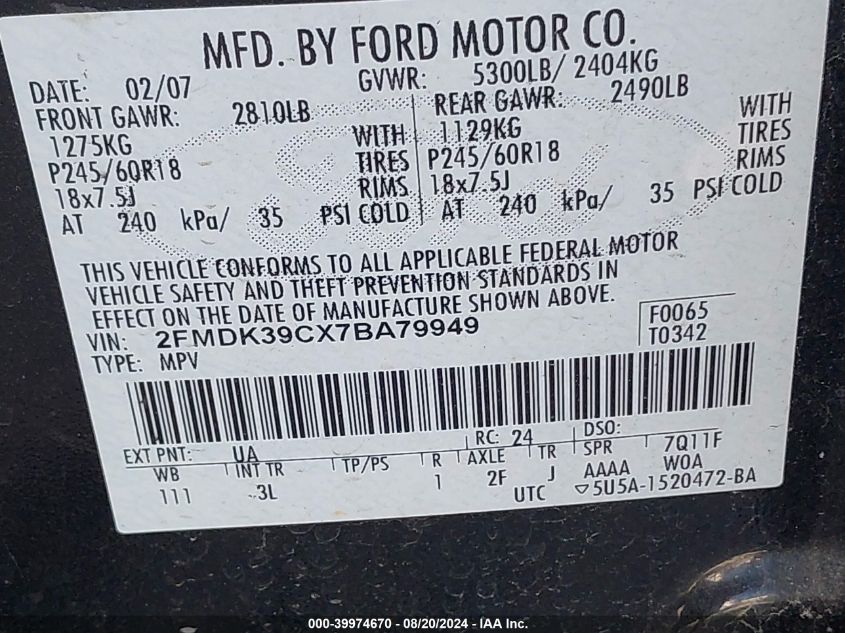 MFD. BY FORD MOTOR CO.
DATE: 02/07 GVWR: 5300LB/ 2404KG
FRONT GAWR: 2810LB REAR GAWR: 2490LB
1275KG WITH 1129KG WITH
P245/60R18 TIRES P245/60R18 TIRES
18x7.5J RIMS 18x7.5J RIMS
AT 240 kPa/ 35 PSI COLD AT 240 kPa/ 35 PSI COLD
THIS VEHICLE CONFORMS TO ALL APPLICABLE FEDERAL MOTOR
VEHICLE SAFETY AND THEFT PREVENTION STANDARDS IN
EFFECT ON THE DATE OF MANUFACTURE SHOWN ABOVE.
VIN: 2FMDK39CX7BA79949 F0065
TYPE: MPV T0342
EXT PNT: UA RC: 24 DSO:
WB INT TR TP/PS R AXLE TR SPR 7Q11F
111 3L 1 2F J AAAA WOA
UTC 5U5A-1520472-BA
000-39974670 - 08/20/2024 - IAA Inc.